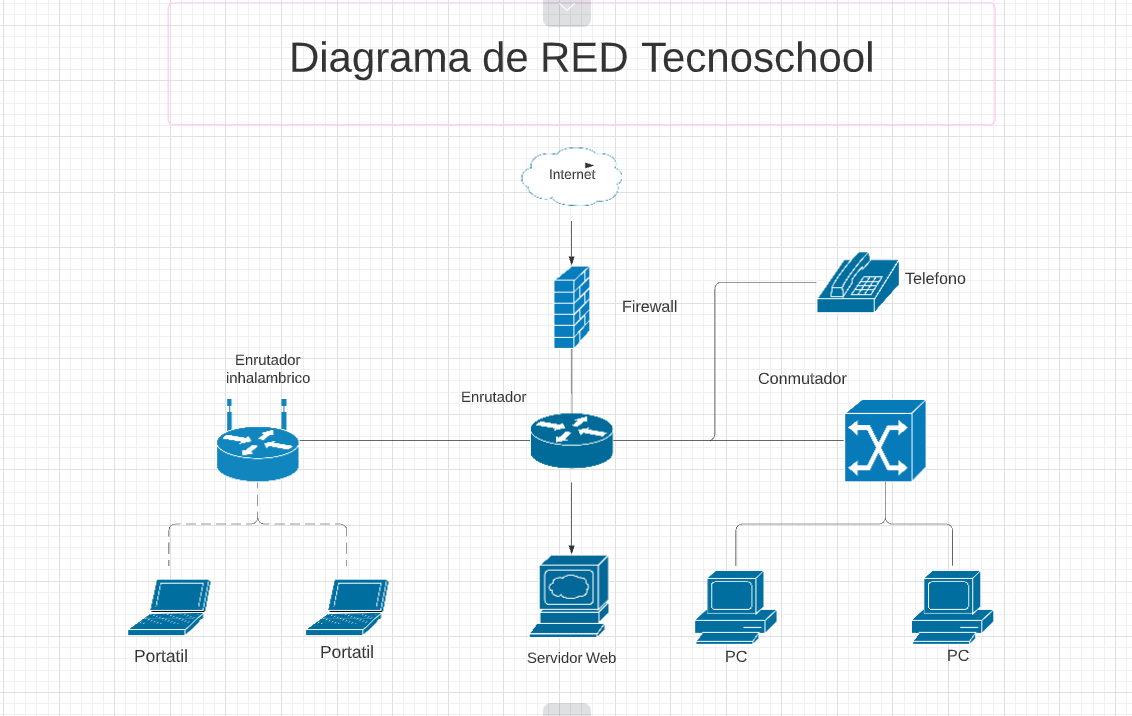 Diagrama de RED Tecnoschool
Internet
Telefono
Firewall
Enrutador
inhalambrico
Enrutador
Conmutador
Portatil
Portatil
Servidor Web
PC
PC